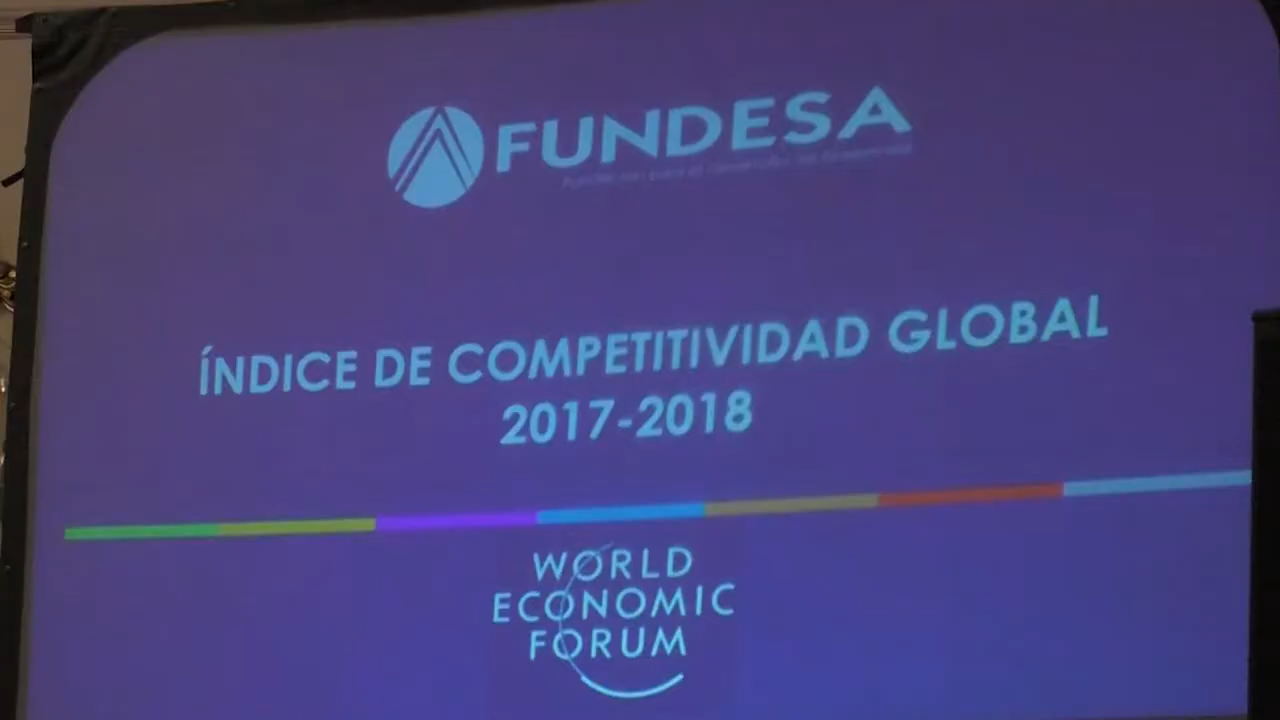 FUNDESA
ÍNDICE DE COMPETITIVIDAD GLOBAL
2017-2018
WORLD
ECONOMIC
FORUM